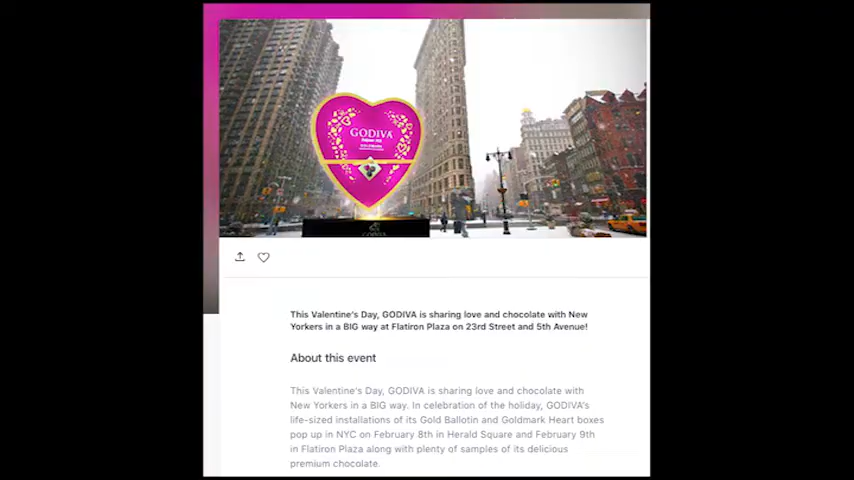 GODIVA
GODIVA
This Valentine's Day, GODIVA is sharing love and chocolate with New
Yorkers in a BIG way at Flatiron Plaza on 23rd Street and 5th Avenue!
About this event
This Valentine's Day, GODIVA is sharing love and chocolate with
New Yorkers in a BIG way. In celebration of the holiday, GODIVA's
life-sized installations of its Gold Ballotin and Goldmark Heart boxes
pop up in NYC on February 8th in Herald Square and February 9th
in Flatiron Plaza along with plenty of samples of its delicious
premium chocolate.